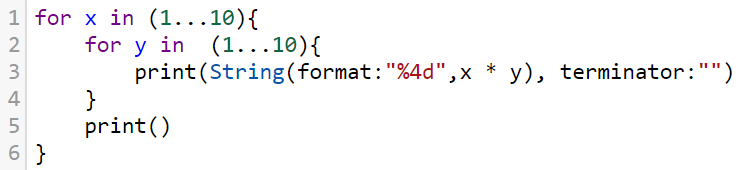 1 for x in (1...10){
2     for y in  (1...10){
3         print(String(format:"%4d",x * y), terminator:"")
4     }
5     print()
6 }